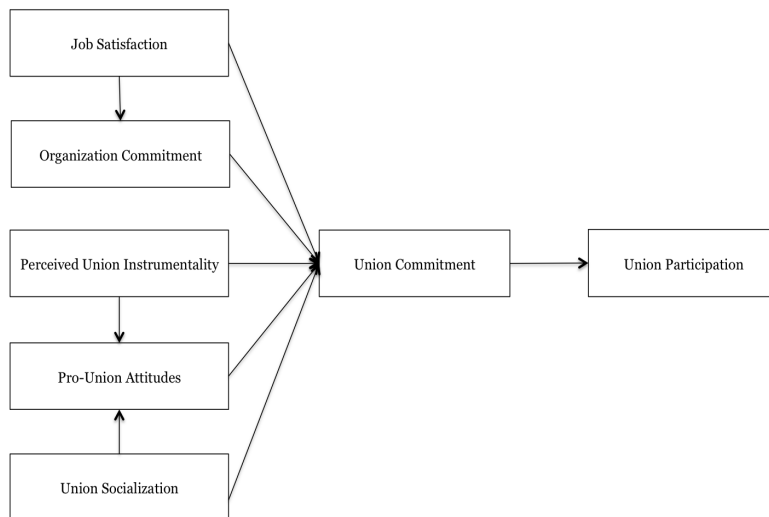 Job Satisfaction
Organization Commitment
Perceived Union Instrumentality
Union Commitment
Union Participation
Pro-Union Attitudes
Union Socialization